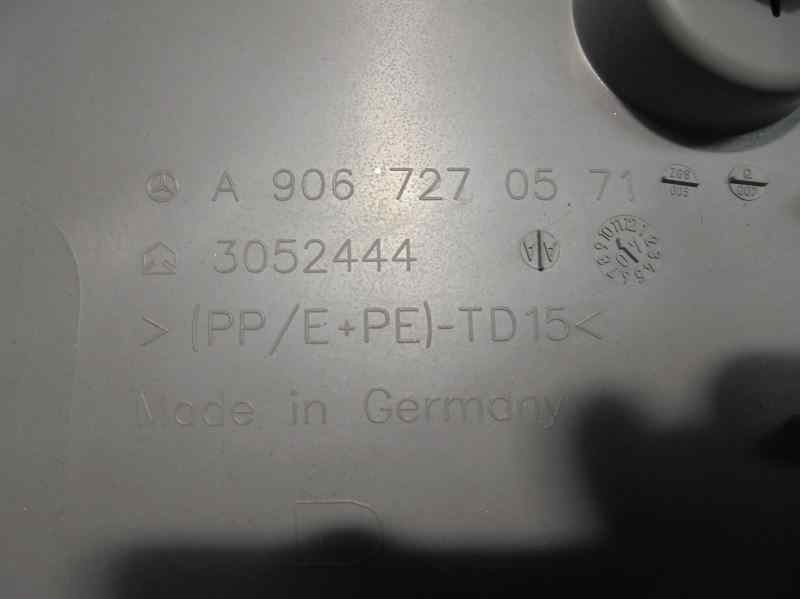 A 906 727 05 71
3052444
>(PP/E+PE)-TD15<
Made in Germany